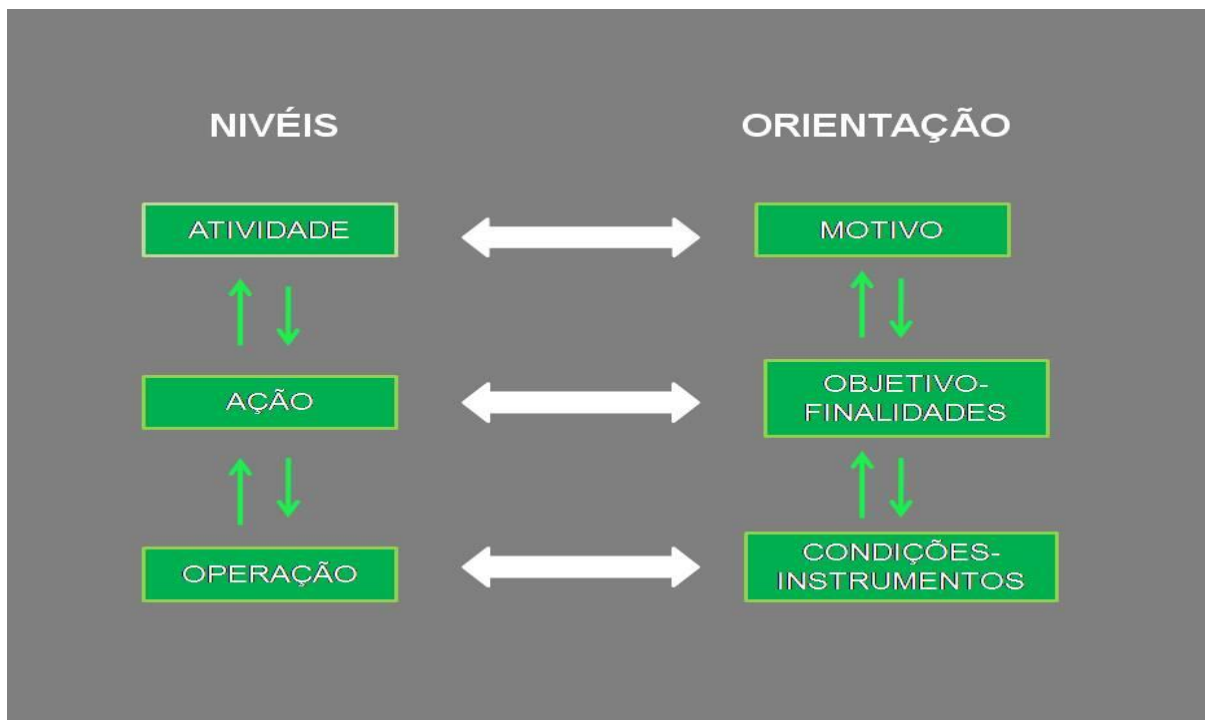 NIVÉIS
ORIENTAÇÃO
ATIVIDADE
MOTIVO
AÇÃO
OBJETIVO-
FINALIDADES
OPERAÇÃO
CONDIÇÕES-
INSTRUMENTOS